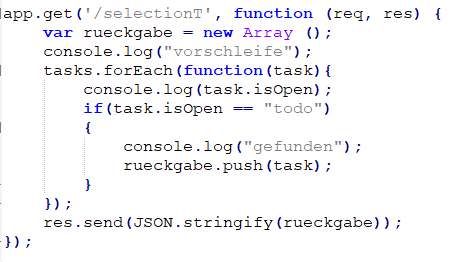 app.get('/selectionT', function (req, res) {
    var rueckgabe = new Array ();
    console.log("vorschleife");
    tasks.forEach(function(task){
        console.log(task.isOpen);
        if(task.isOpen == "todo")
        {
            console.log("gefunden");
            rueckgabe.push(task);
        }
    });
    res.send(JSON.stringify(rueckgabe));
});